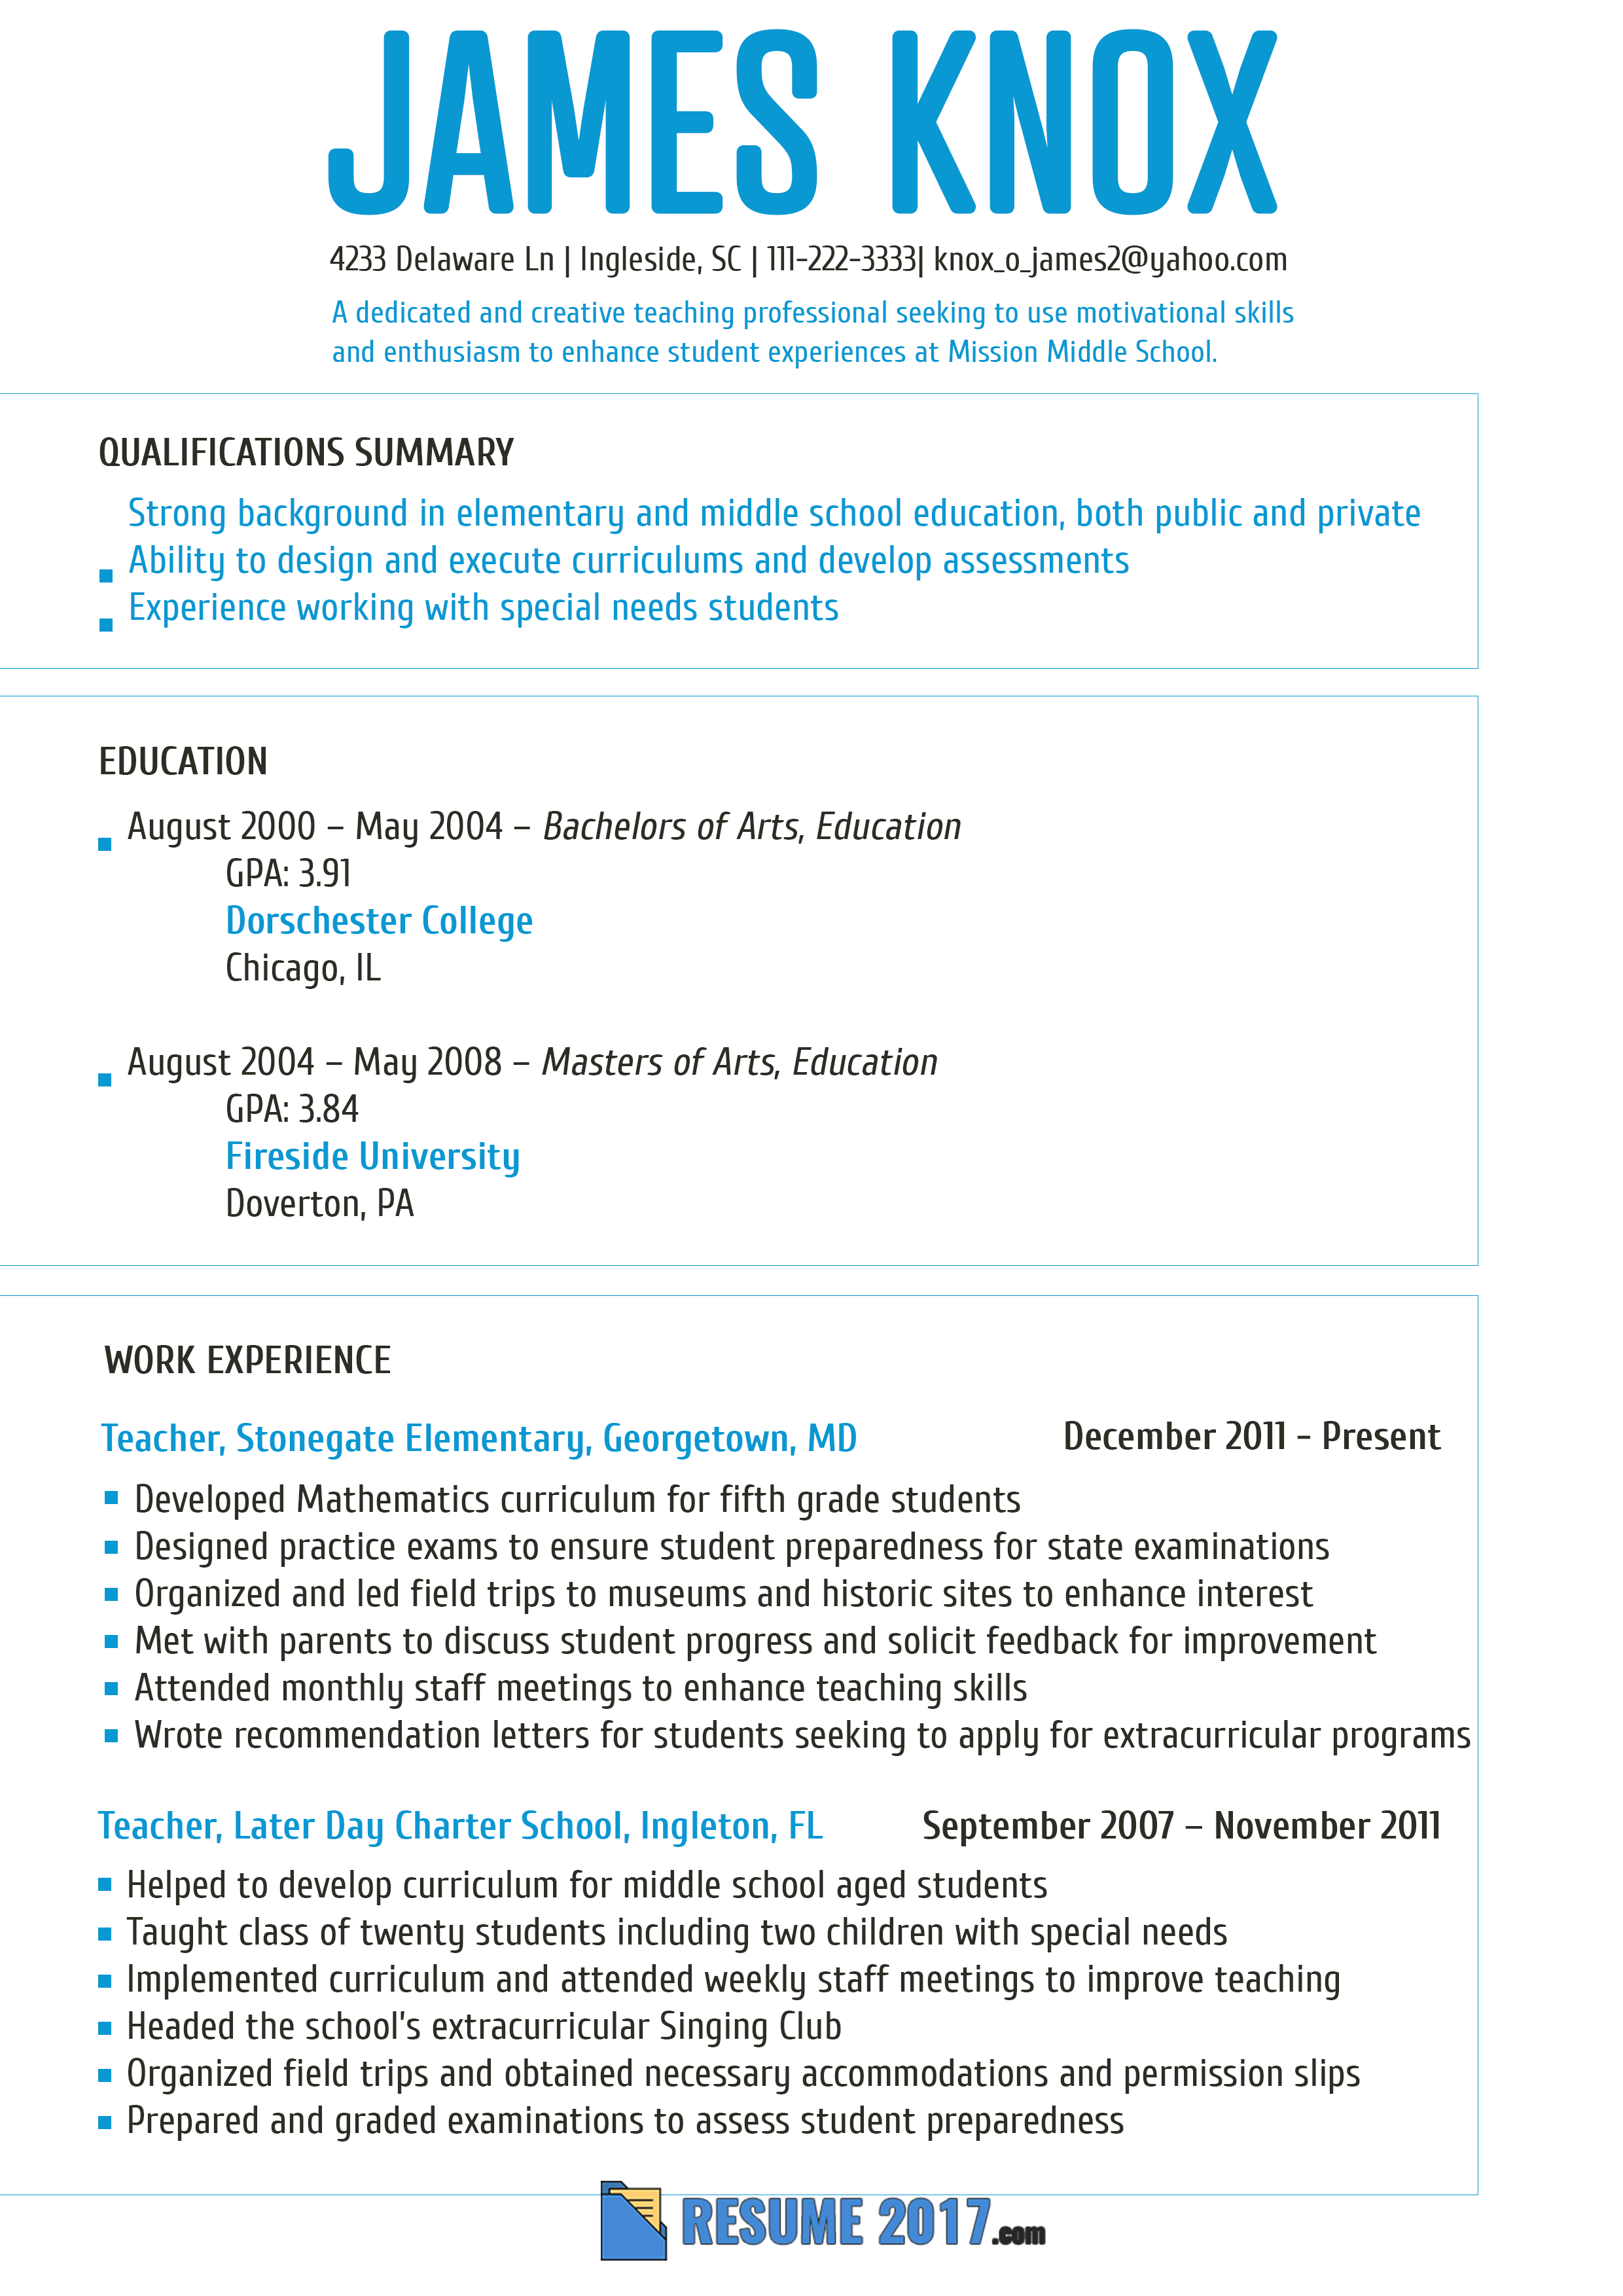 JAMES KNOX
4233 Delaware Ln | Ingleside, SC | 111-222-3333| knox_o_james2@yahoo.com
A dedicated and creative teaching professional seeking to use motivational skills
and enthusiasm to enhance student experiences at Mission Middle School.
QUALIFICATIONS SUMMARY
Strong background in elementary and middle school education, both public and private
Ability to design and execute curriculums and develop assessments
Experience working with special needs students
EDUCATION
August 2000 – May 2004 – Bachelors of Arts, Education
GPA: 3.91
Dorschester College
Chicago, IL
August 2004 – May 2008 – Masters of Arts, Education
GPA: 3.84
Fireside University
Doverton, PA
WORK EXPERIENCE
Teacher, Stonegate Elementary, Georgetown, MD December 2011 - Present
Developed Mathematics curriculum for fifth grade students
Designed practice exams to ensure student preparedness for state examinations
Organized and led field trips to museums and historic sites to enhance interest
Met with parents to discuss student progress and solicit feedback for improvement
Attended monthly staff meetings to enhance teaching skills
Wrote recommendation letters for students seeking to apply for extracurricular programs
Teacher, Later Day Charter School, Ingleton, FL September 2007 – November 2011
Helped to develop curriculum for middle school aged students
Taught class of twenty students including two children with special needs
Implemented curriculum and attended weekly staff meetings to improve teaching
Headed the school's extracurricular Singing Club
Organized field trips and obtained necessary accommodations and permission slips
Prepared and graded examinations to assess student preparedness
RESUME 2017.com